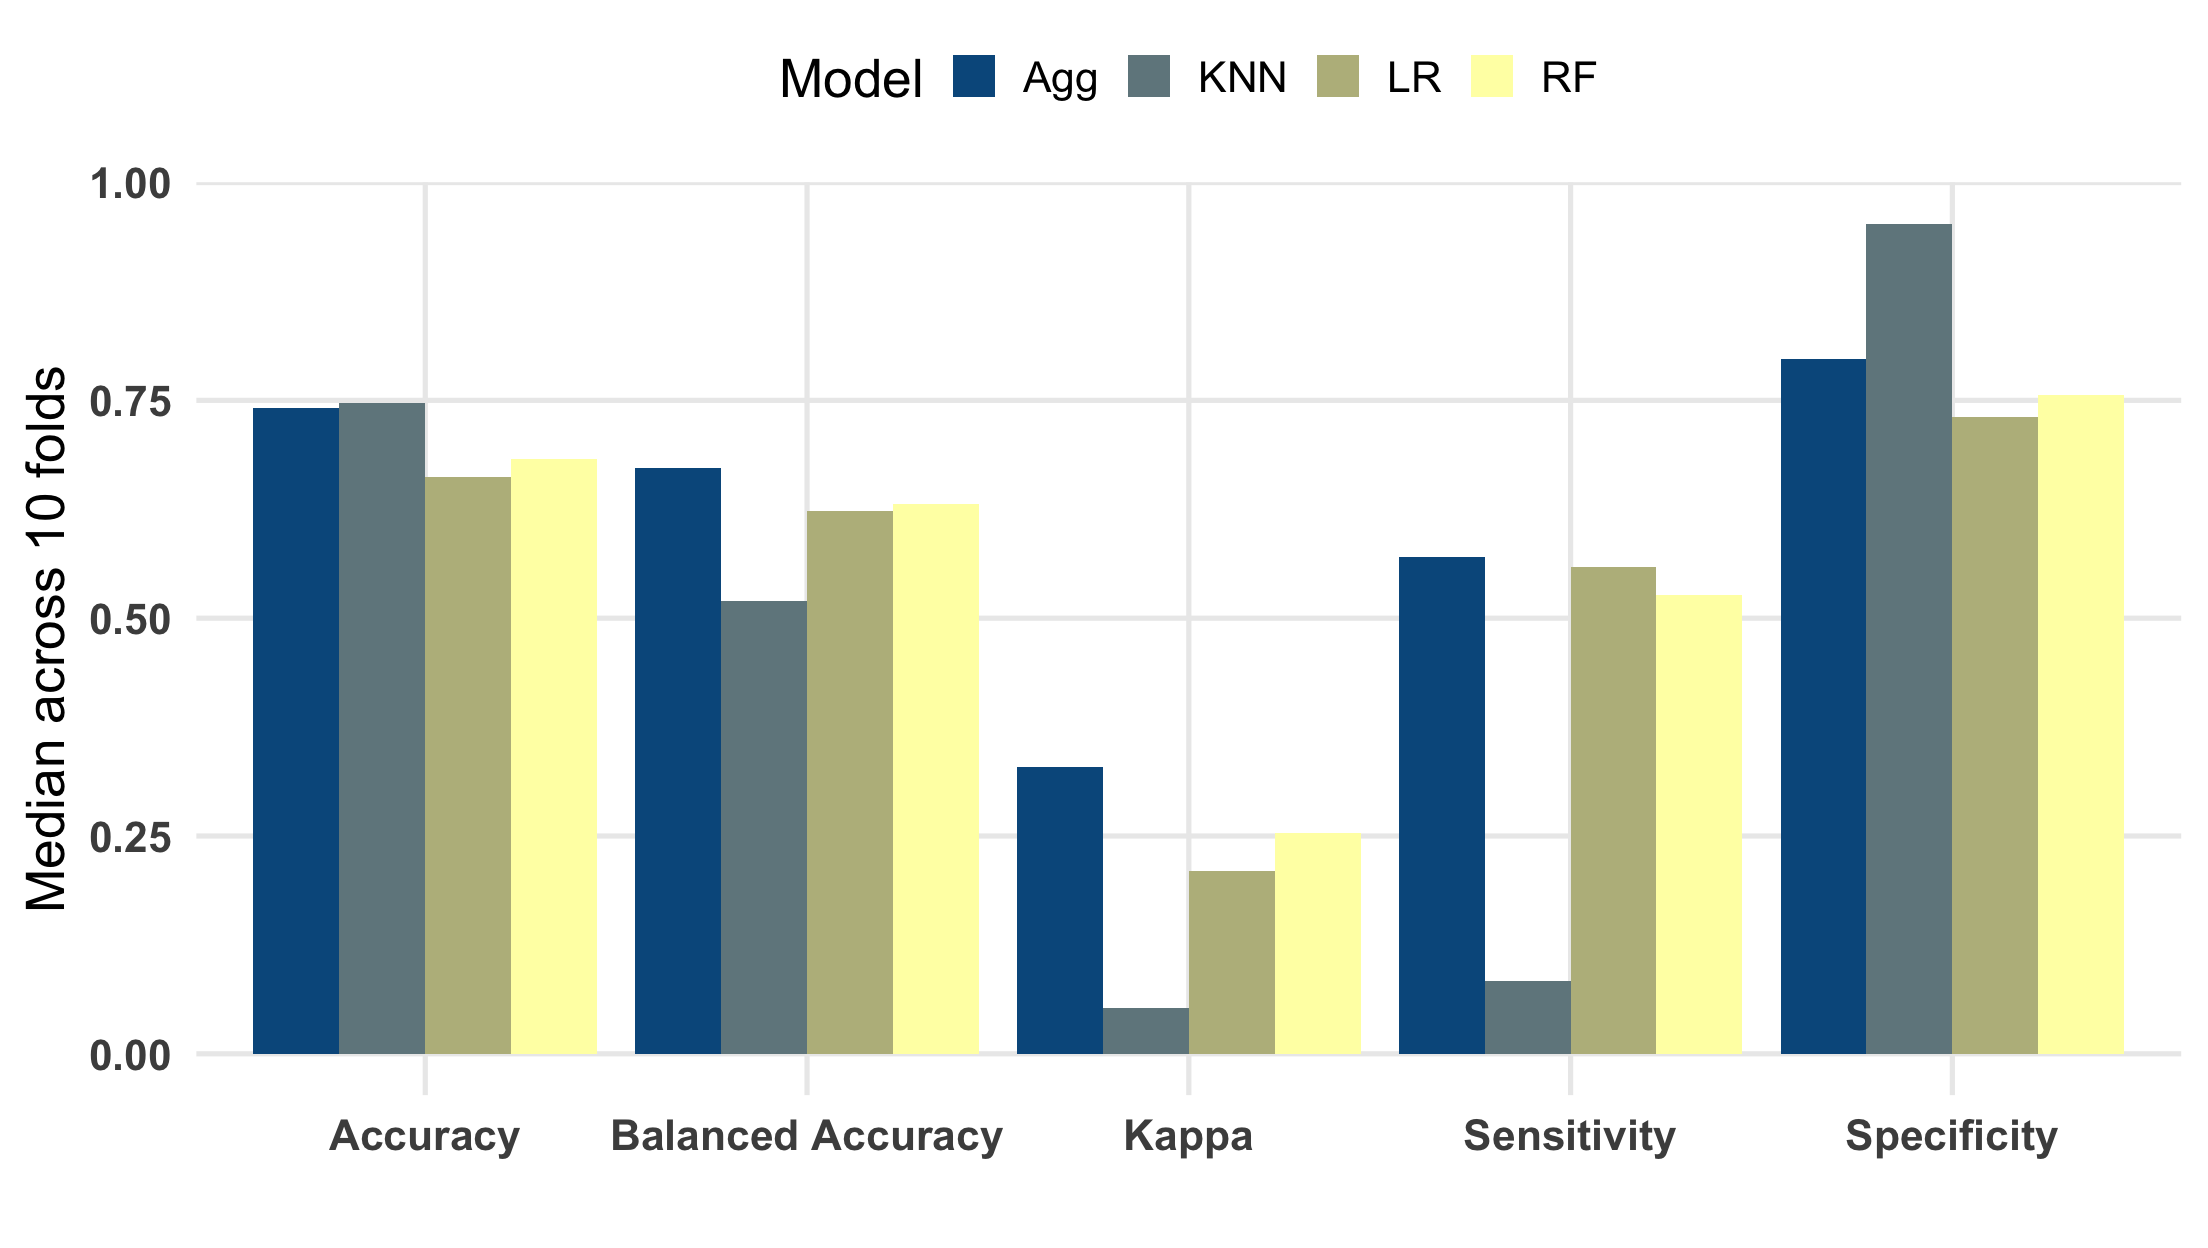 Model Agg KNN LR RF
Median across 10 folds
1.00
0.75
0.50
0.25
0.00
Accuracy Balanced Accuracy Kappa Sensitivity Specificity